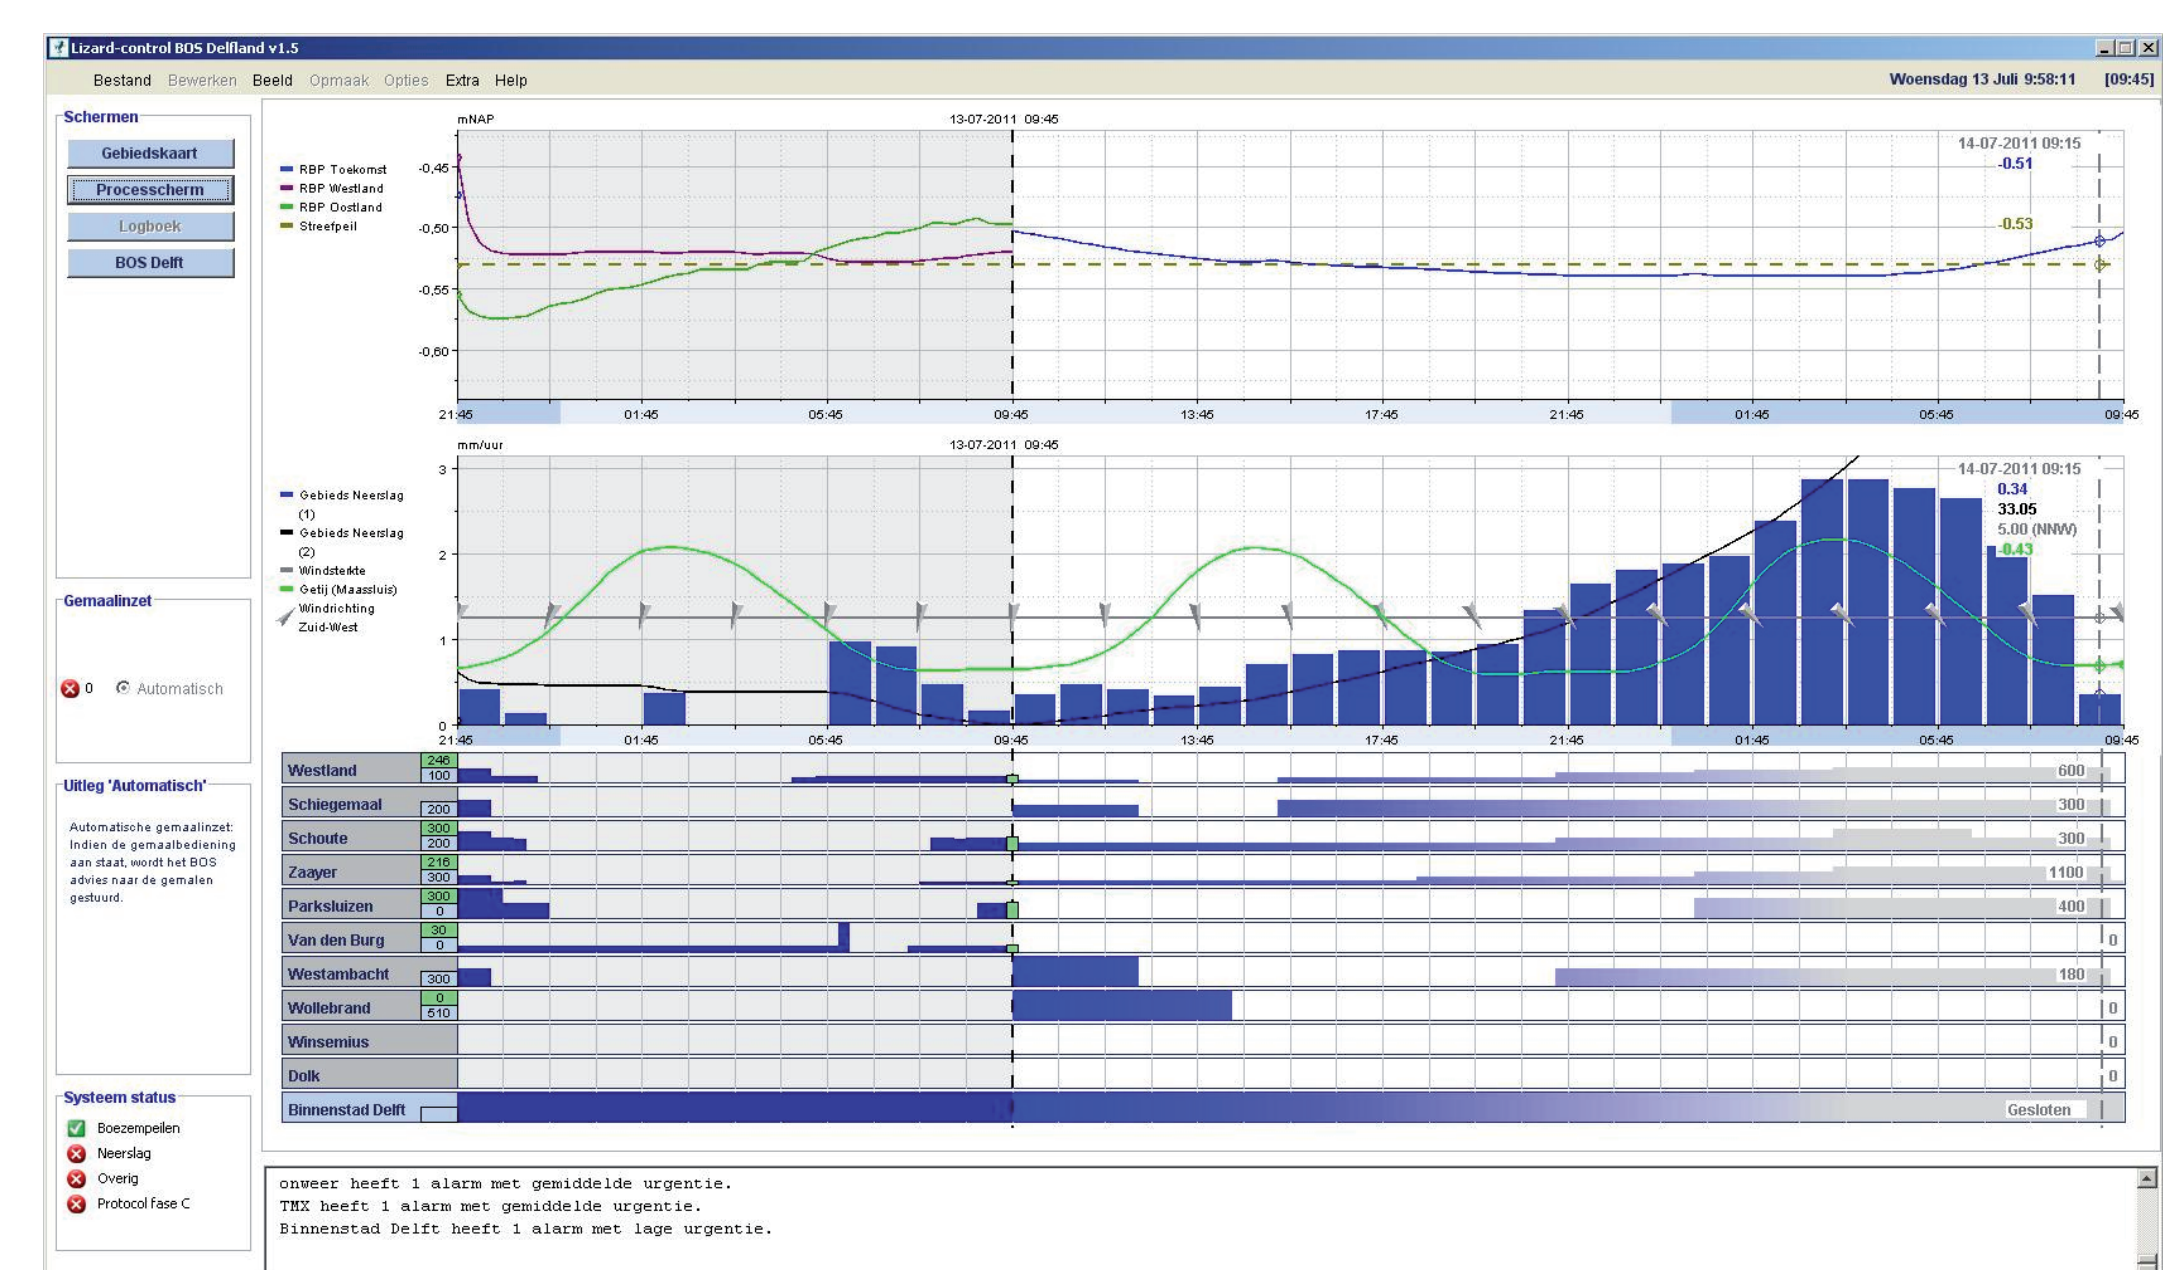 Lizard-control BOS Delfland v1.5
Bestand Bewerken Beeld Opmaak Opties Extra Help Woensdag 13 Juli 9:58:11 [09:45]
Schermen
Gebiedskaart
Processcherm
Logboek
BOS Delft
Gemaalinzet
0 Automatisch
Uitleg 'Automatisch'
Automatische gemaalinzet:
Indien de gemaalbediening
aan staat, wordt het BOS
advies naar de gemalen
gestuurd.
Systeem status
Boezempeilen
Neerslag
Overig
Protocol fase C
mNAP 13-07-2011 09:45
14-07-2011 09:15
-0.51
-0.53
RBP Toekomst
RBP Westland
RBP Oostland
Streefpeil
-0,45
-0,50
-0,55
-0,60
21:45 01:45 05:45 09:45 13:45 17:45 21:45 01:45 05:45 09:45
mm/uur 13-07-2011 09:45
14-07-2011 09:15
0.34
33.05
5.00 (NNW)
-0.43
Gebieds Neerslag
(1)
Gebieds Neerslag
(2)
Windsterkte
Getij (Maassluis)
Windrichting
Zuid-West
3
2
1
0
21:45 01:45 05:45 09:45 13:45 17:45 21:45 01:45 05:45 09:45
Westland 246 100 600
Schiegemaal 200 300
Schoute 300 200 300
Zaayer 216 300 1100
Parksluizen 300 0 400
Van den Burg 30 0 0
Westambacht 300 180
Wollebrand 0 510 0
Winsemius 0
Dolk 0
Binnenstad Delft Gesloten
onweer heeft 1 alarm met gemiddelde urgentie.
TMX heeft 1 alarm met gemiddelde urgentie.
Binnenstad Delft heeft 1 alarm met lage urgentie.